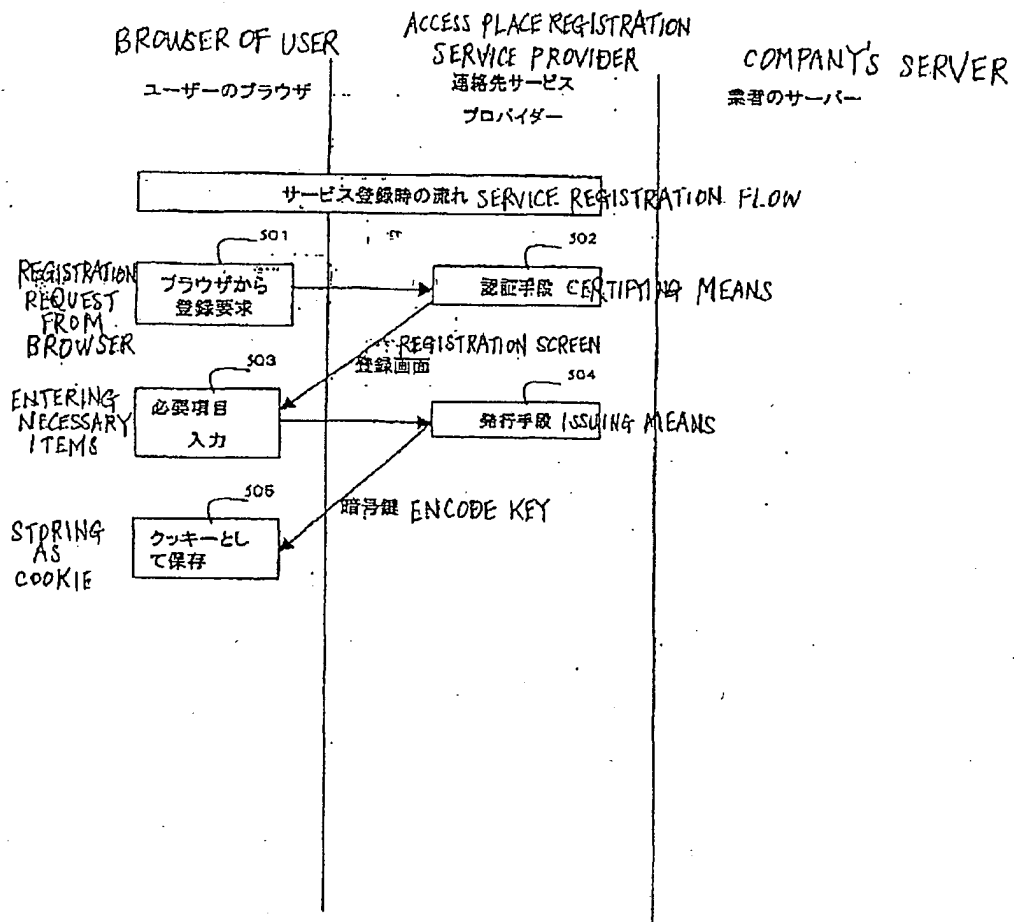 BROWSER OF USER
ユーザーのブラウザ
ACCESS PLACE REGISTRATION
SERVICE PROVIDER
連絡先サービス
プロバイダー
COMPANY'S SERVER
業者のサーバー
サービス登録時の流れ SERVICE REGISTRATION FLOW
501
REGISTRATION
REQUEST
FROM
BROWSER
ブラウザから
登録要求
502
認証手段 CERTIFYING MEANS
REGISTRATION SCREEN
登録画面
503
ENTERING
NECESSARY
ITEMS
必要項目
入力
504
発行手段 ISSUING MEANS
暗号鍵 ENCODE KEY
505
STORING
AS
COOKIE
クッキーとし
て保存